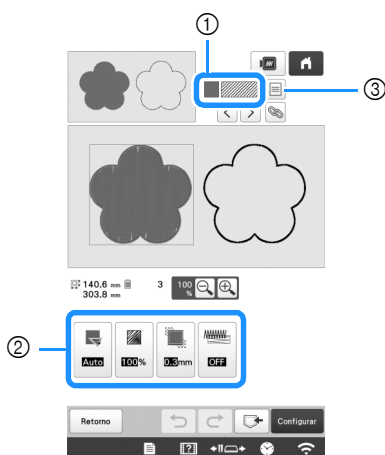 ①
③
140.6 mm 3 100 %
303.8 mm
②
Auto 100% 0.3mm OFF
Retorno Configurar